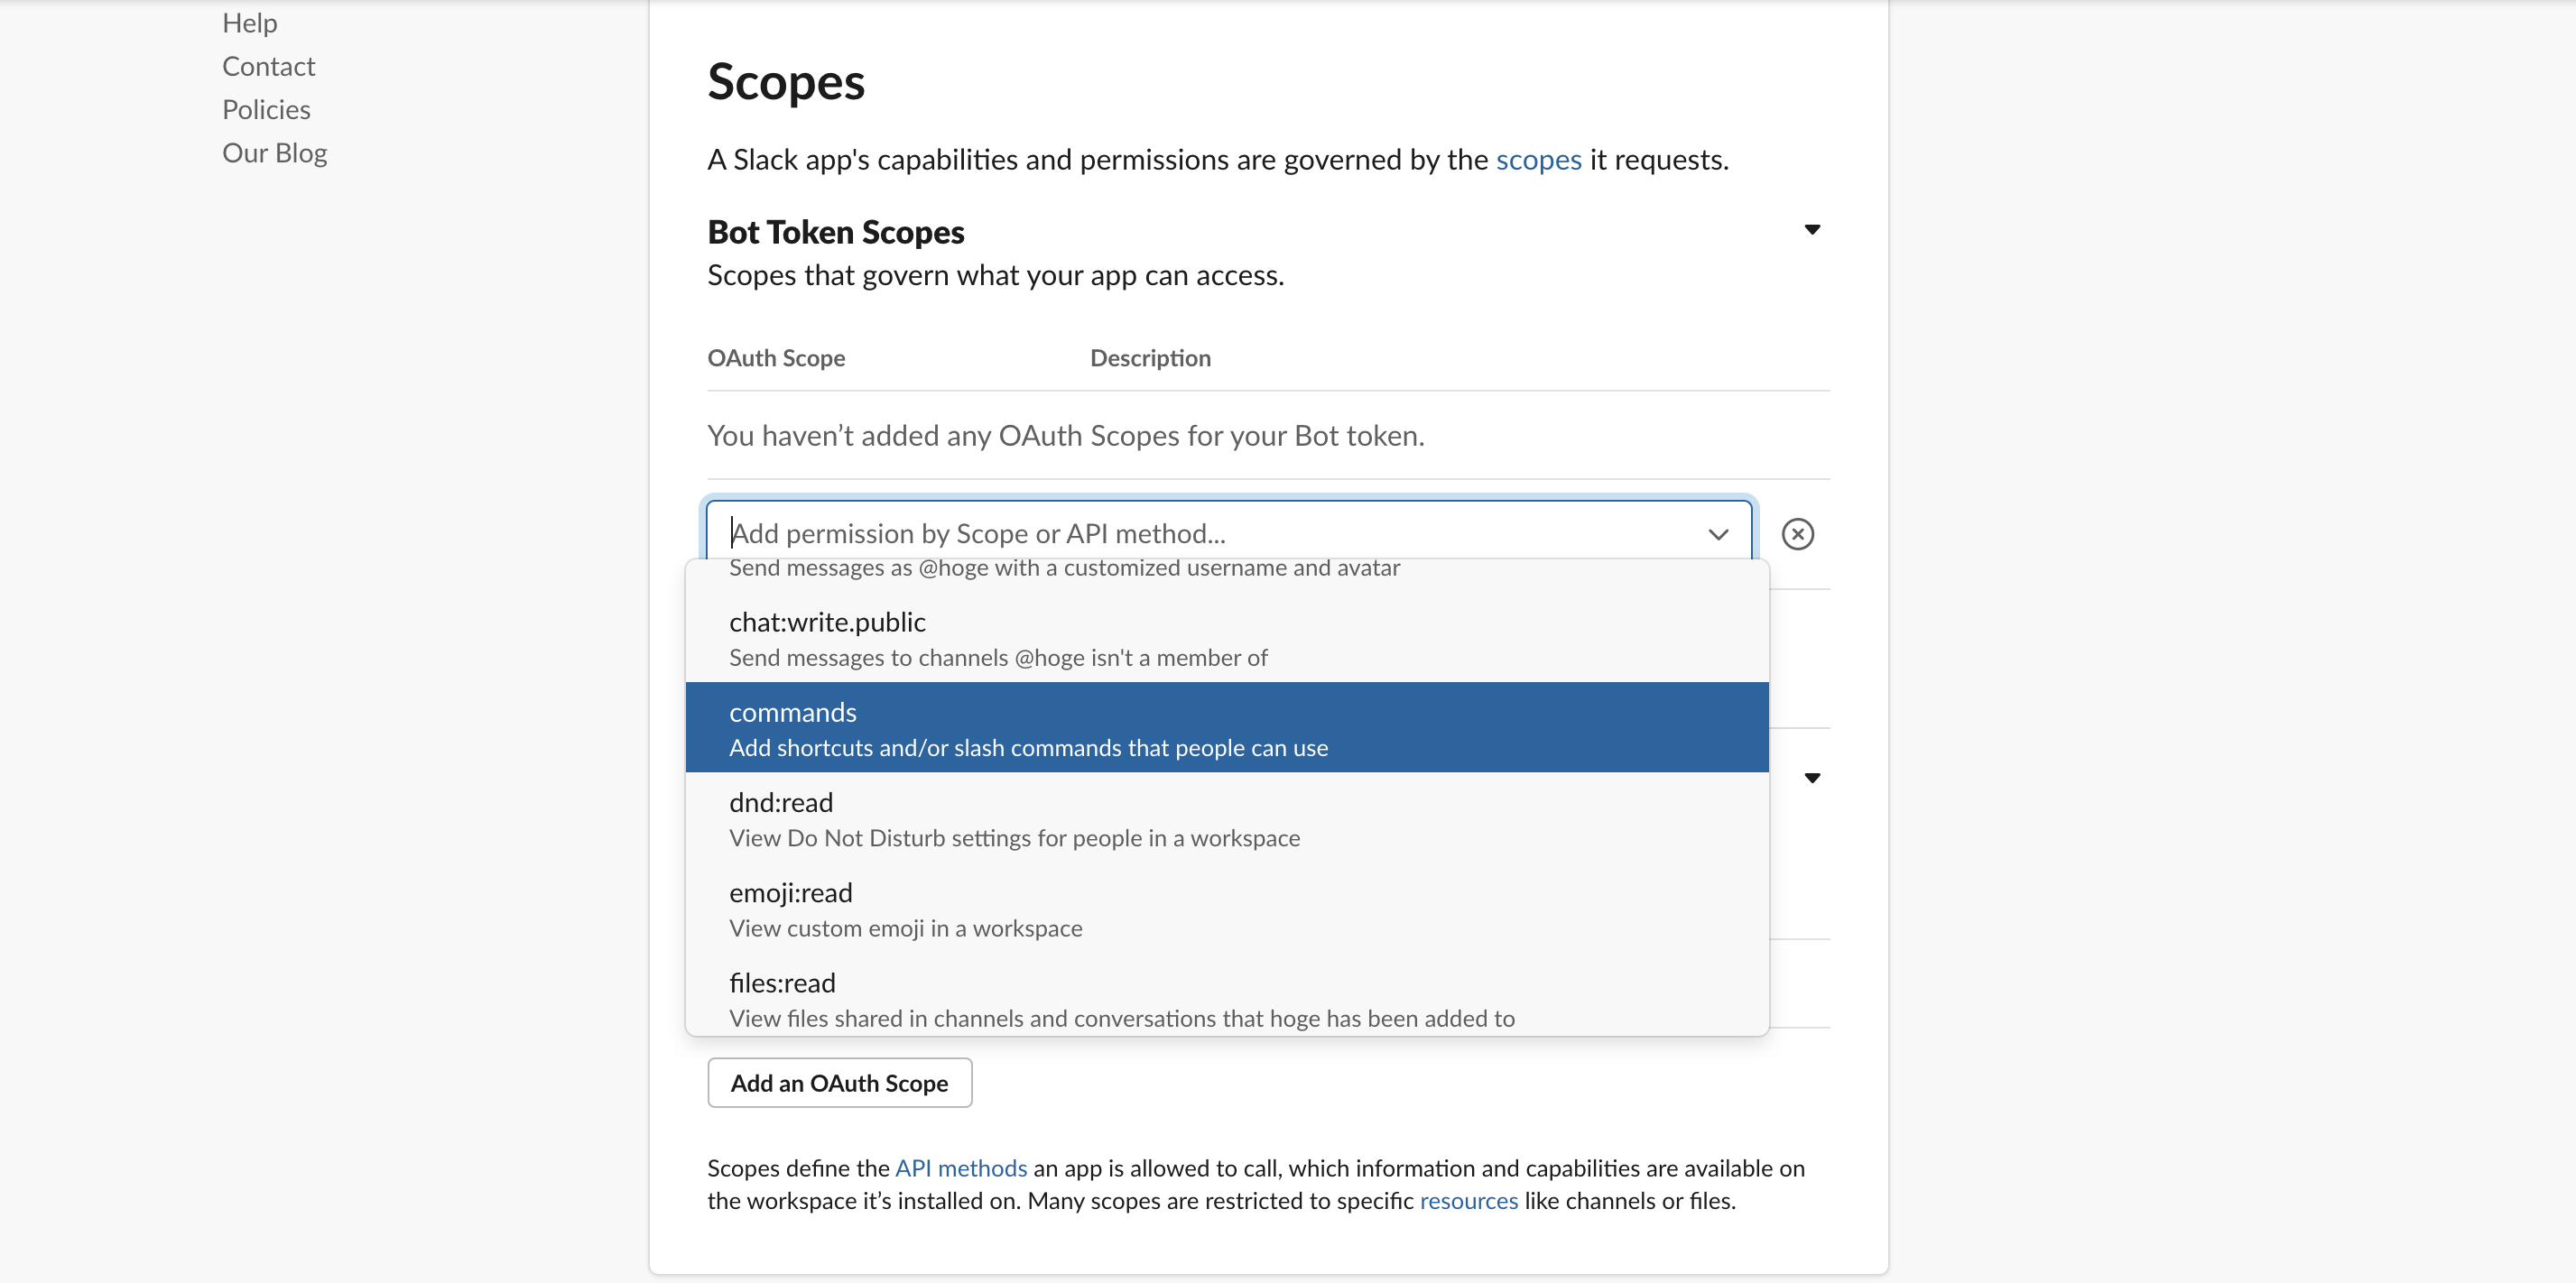 Help
Contact
Policies
Our Blog
Scopes
A Slack app's capabilities and permissions are governed by the scopes it requests.
Bot Token Scopes
Scopes that govern what your app can access.
OAuth Scope Description
You haven’t added any OAuth Scopes for your Bot token.
Add permission by Scope or API method...
Send messages as @hoge with a customized username and avatar
chat:write.public
Send messages to channels @hoge isn't a member of
commands
Add shortcuts and/or slash commands that people can use
dnd:read
View Do Not Disturb settings for people in a workspace
emoji:read
View custom emoji in a workspace
files:read
View files shared in channels and conversations that hoge has been added to
Add an OAuth Scope
Scopes define the API methods an app is allowed to call, which information and capabilities are available on
the workspace it’s installed on. Many scopes are restricted to specific resources like channels or files.